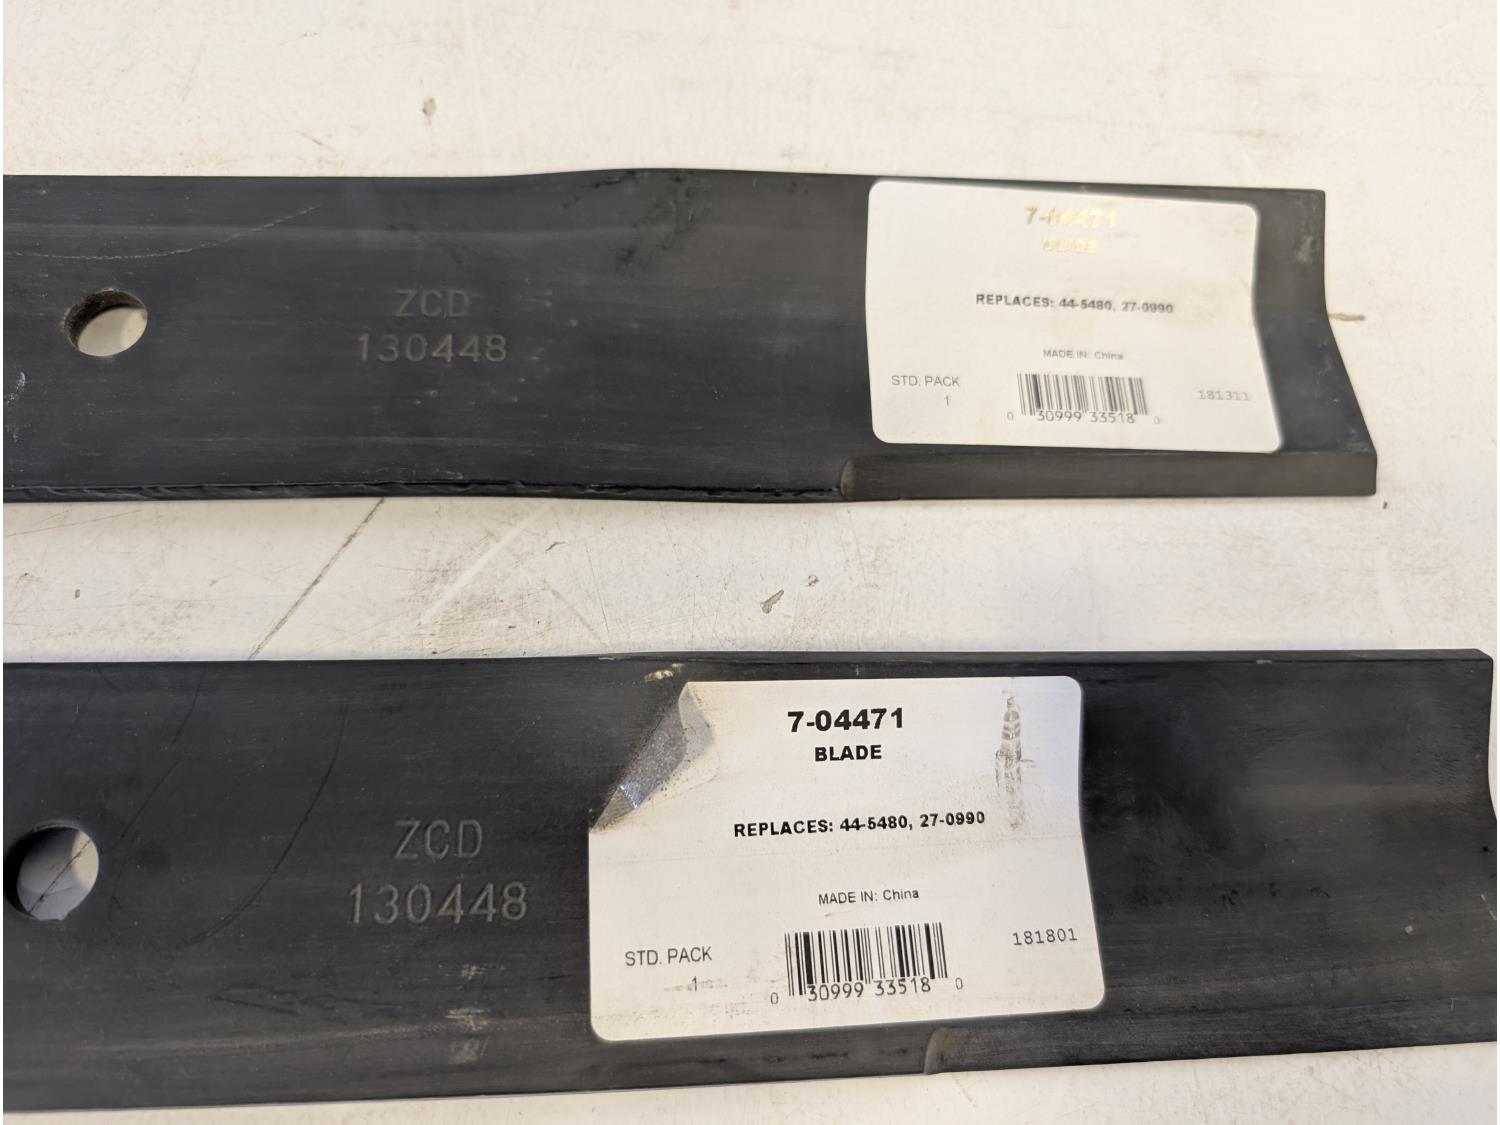 ZCD
130448
7-04471
BLADE
REPLACES: 44-5480, 27-0990
MADE IN: China
STD. PACK
1
181311
0 30999 33518 0
7-04471
BLADE
REPLACES: 44-5480, 27-0990
ZCD
130448
MADE IN: China
STD. PACK
1
181801
0 30999 33518 0